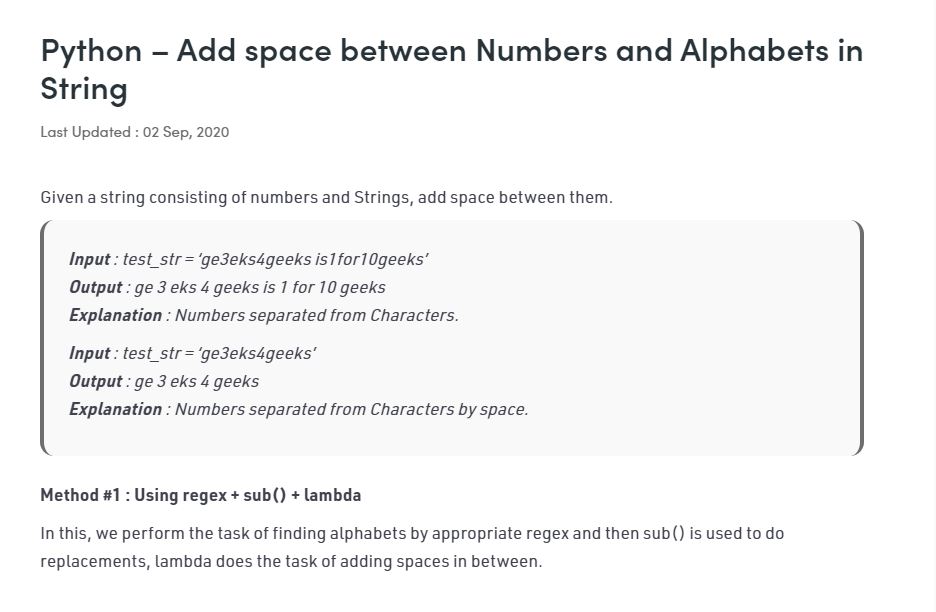 Python – Add space between Numbers and Alphabets in
String
Last Updated : 02 Sep, 2020
Given a string consisting of numbers and Strings, add space between them.
Input : test_str = ‘ge3eks4geeks is1for10geeks’
Output : ge 3 eks 4 geeks is 1 for 10 geeks
Explanation : Numbers separated from Characters.
Input : test_str = ‘ge3eks4geeks’
Output : ge 3 eks 4 geeks
Explanation : Numbers separated from Characters by space.
Method #1 : Using regex + sub() + lambda
In this, we perform the task of finding alphabets by appropriate regex and then sub() is used to do
replacements, lambda does the task of adding spaces in between.